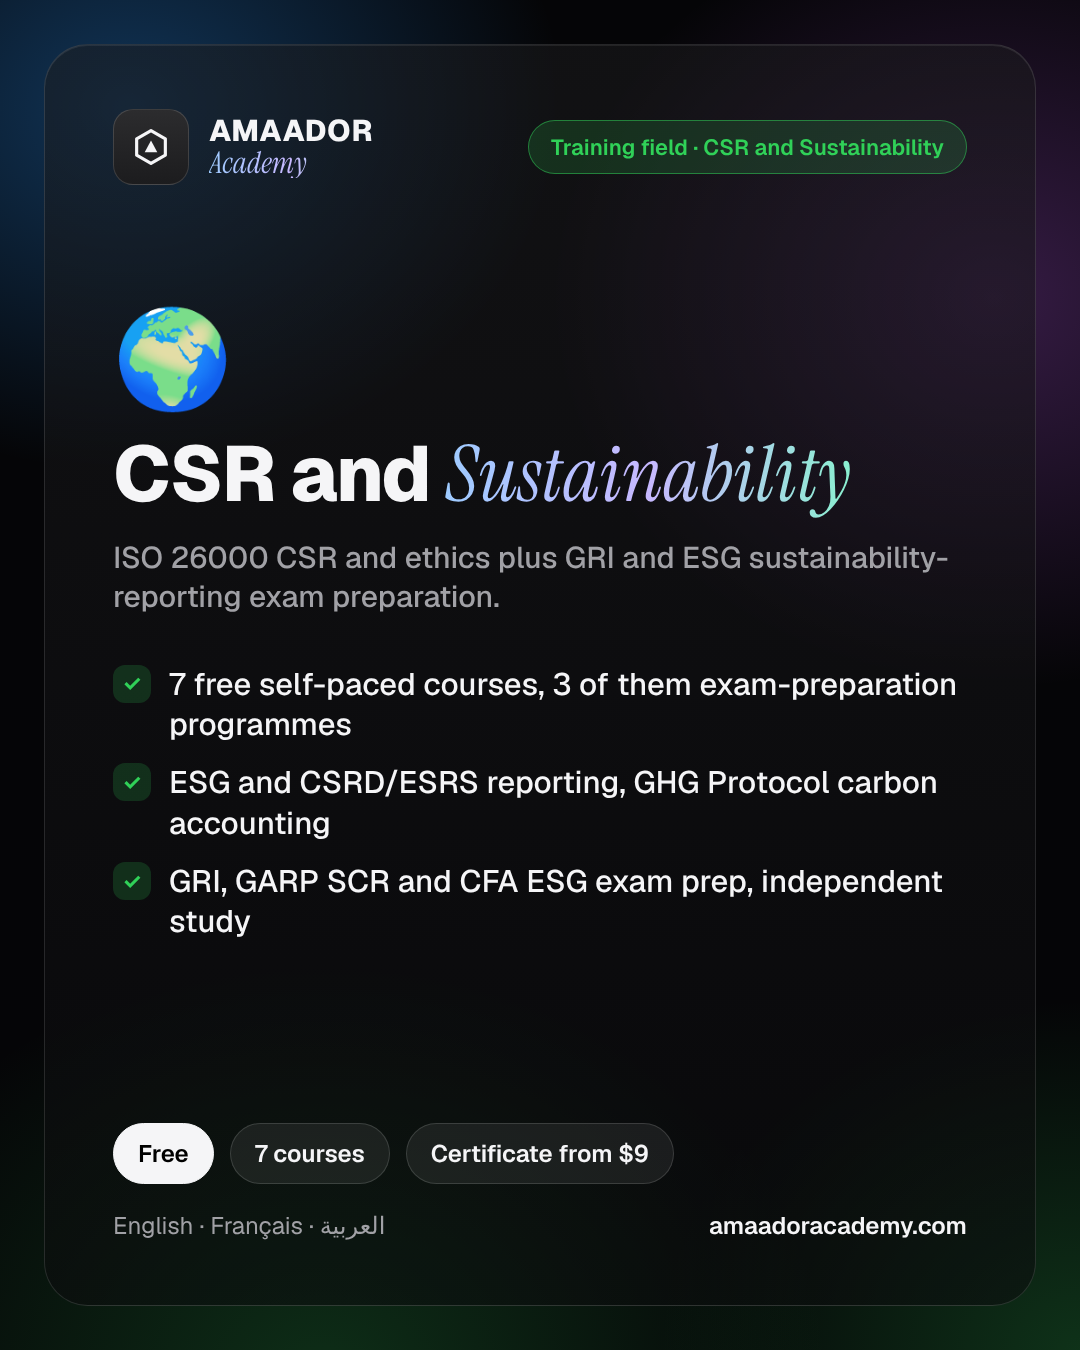 AMAADOR
Academy
Training field · CSR and Sustainability
CSR and Sustainability
ISO 26000 CSR and ethics plus GRI and ESG sustainability-
reporting exam preparation.
7 free self-paced courses, 3 of them exam-preparation
programmes
ESG and CSRD/ESRS reporting, GHG Protocol carbon
accounting
GRI, GARP SCR and CFA ESG exam prep, independent
study
Free
7 courses
Certificate from $9
English · Français · العربية
amaadoracademy.com